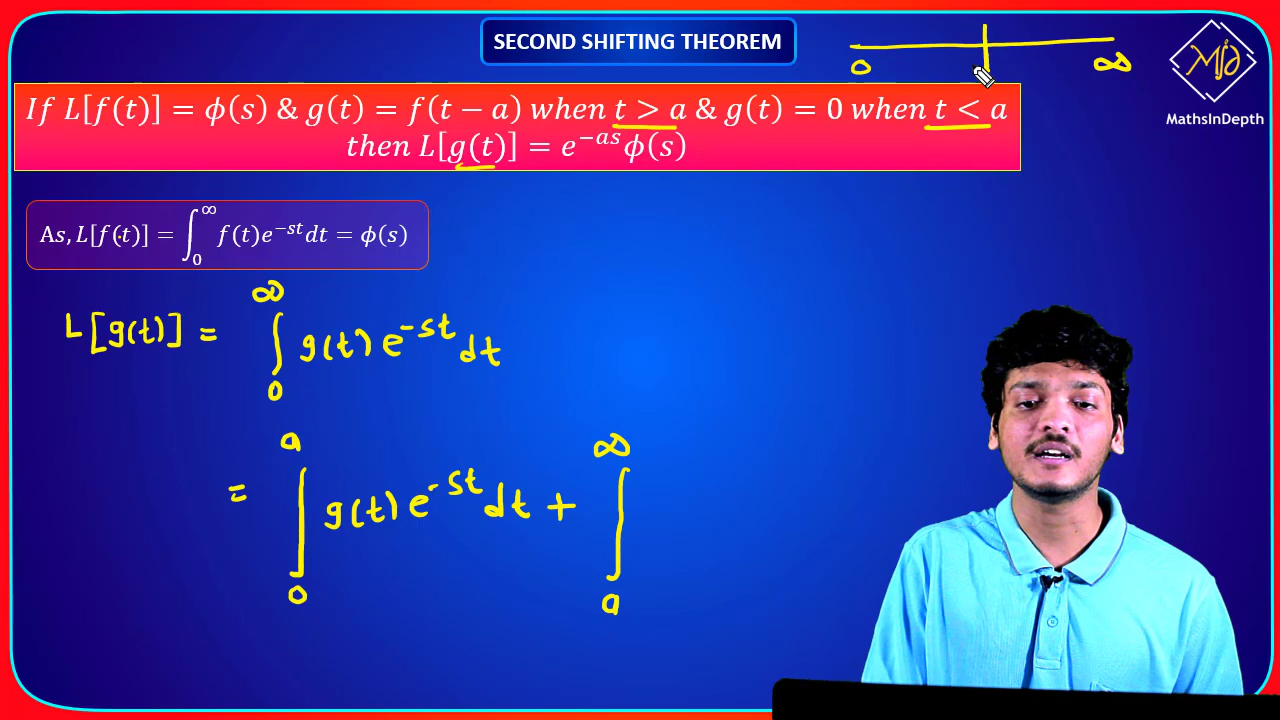 SECOND SHIFTING THEOREM
0 ∞
MJD
MathsInDepth
If L[f(t)] = ϕ(s) & g(t) = f(t − a) when t > a & g(t) = 0 when t < a
then L[g(t)] = e^{−as}ϕ(s)
As, L[f(t)] = ∫_0^∞ f(t)e^{−st}dt = ϕ(s)
L[g(t)] = ∫_0^∞ g(t) e^{−st} dt
= ∫_0^a g(t) e^{−st} dt + ∫_a^∞